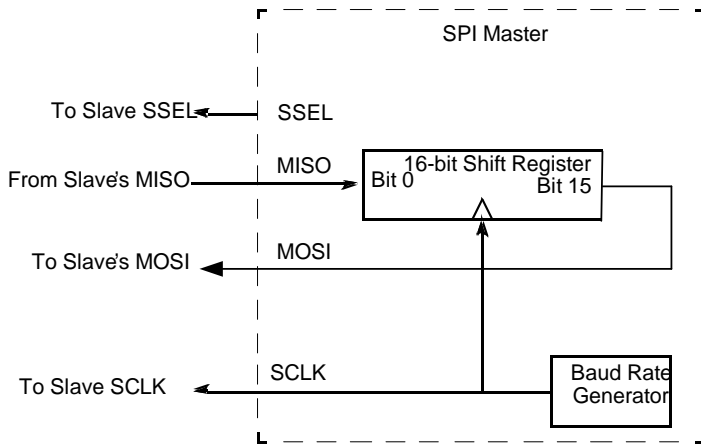 SPI Master
To Slave SSEL
SSEL
From Slave's MISO
MISO
16-bit Shift Register
Bit 0
Bit 15
To Slave's MOSI
MOSI
To Slave SCLK
SCLK
Baud Rate
Generator